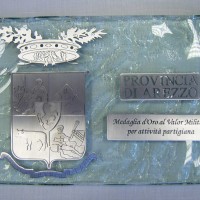 PROVINCIA
DI AREZZO
Medaglia d'Oro al Valor Militare
per attività partigiana